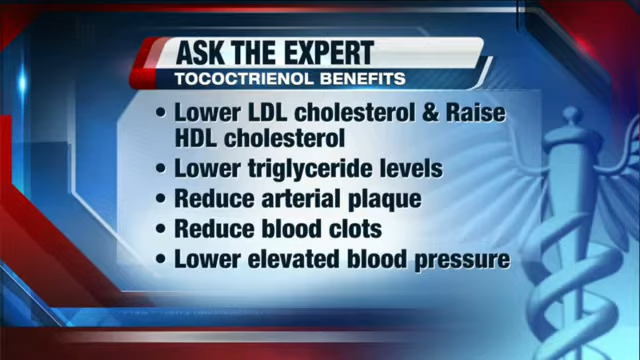 ASK THE EXPERT
TOCOCTRIENOL BENEFITS
• Lower LDL cholesterol & Raise
HDL cholesterol
• Lower triglyceride levels
• Reduce arterial plaque
• Reduce blood clots
• Lower elevated blood pressure